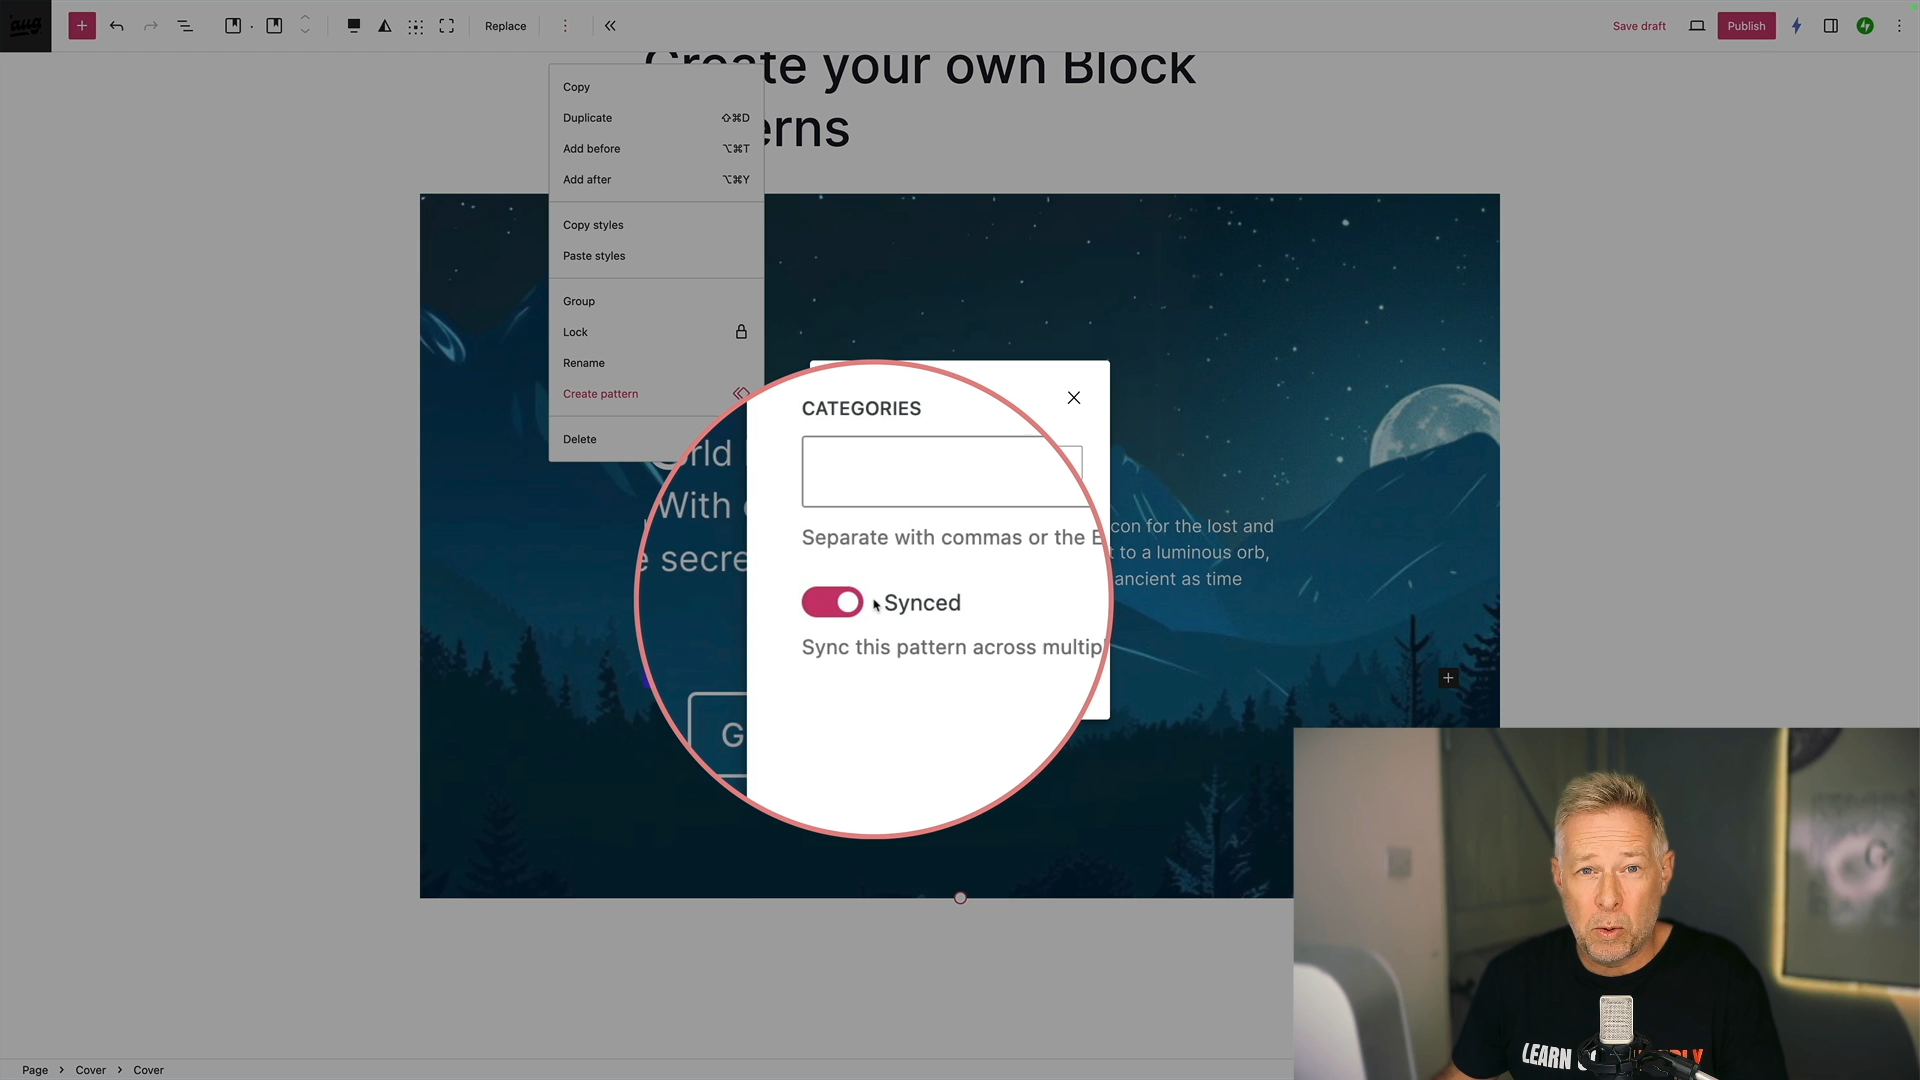 aug
Replace
Save draft
Publish
Create your own Block
erns
Copy
Duplicate ⇧⌘D
Add before ⌥⌘T
Add after ⌥⌘Y
Copy styles
Paste styles
Group
Lock
Rename
Create pattern
Delete
CATEGORIES
rld
With
e secre
Separate with commas or the E
Synced
Sync this pattern across multip
G
con for the lost and
t to a luminous orb,
ancient as time
LEARN
Page > Cover > Cover